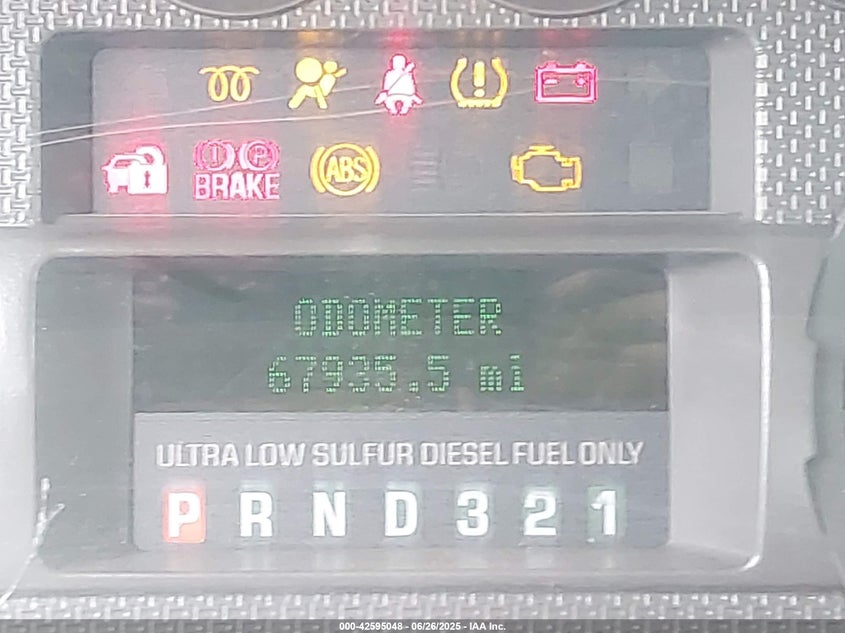 BRAKE
ABS
ODOMETER
67935.5 mi
ULTRA LOW SULFUR DIESEL FUEL ONLY
P R N D 3 2 1
000-42595048 - 06/26/2025 - IAA Inc.